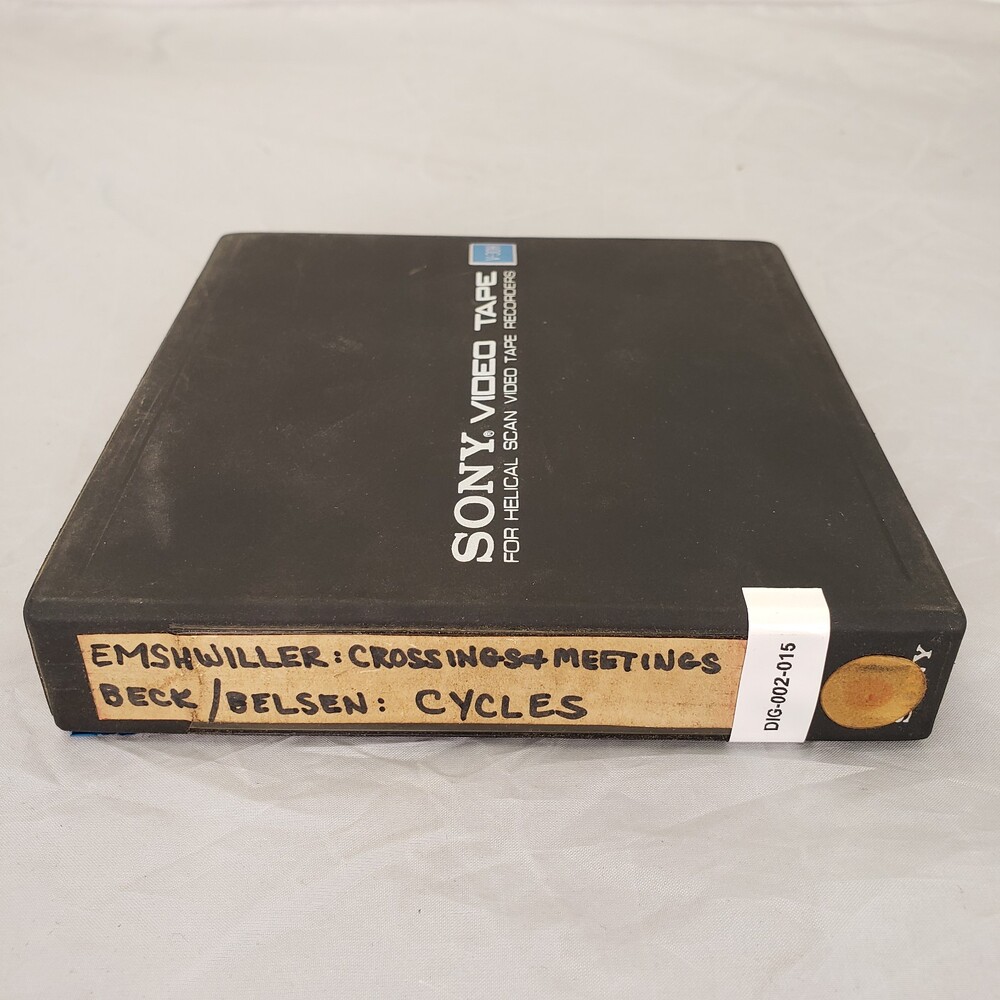 SONY® VIDEO TAPE
FOR HELICAL SCAN VIDEO TAPE RECORDERS
EMSHWILLER: CROSSINGS + MEETINGS
BECK/BELSEN: CYCLES
DIG-002-015